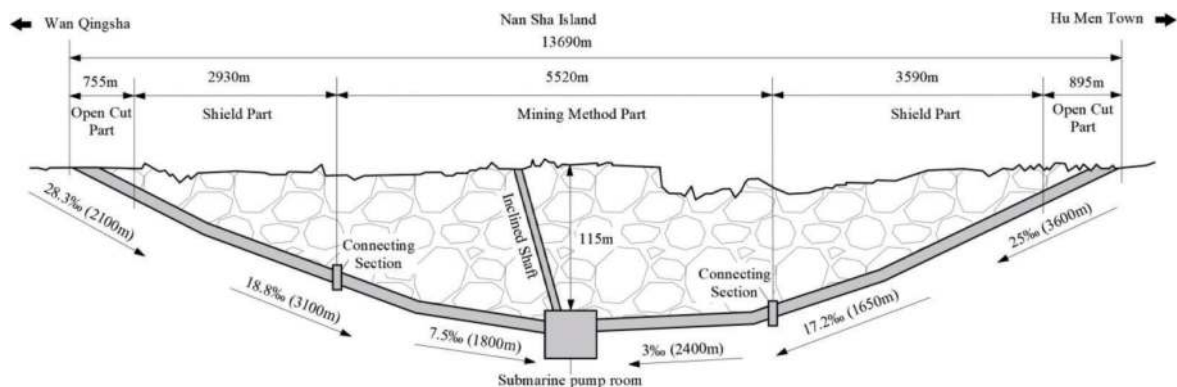 Wan Qingsha
Nan Sha Island
Hu Men Town
13690m
755m
2930m
5520m
3590m
895m
Open Cut
Part
Shield Part
Mining Method Part
Shield Part
Open Cut
Part
28.3‰ (2100m)
Inclined Shaft
115m
25‰ (3600m)
Connecting
Section
Connecting
Section
18.8‰ (3100m)
17.2‰ (1650m)
7.5‰ (1800m)
3‰ (2400m)
Submarine pump room